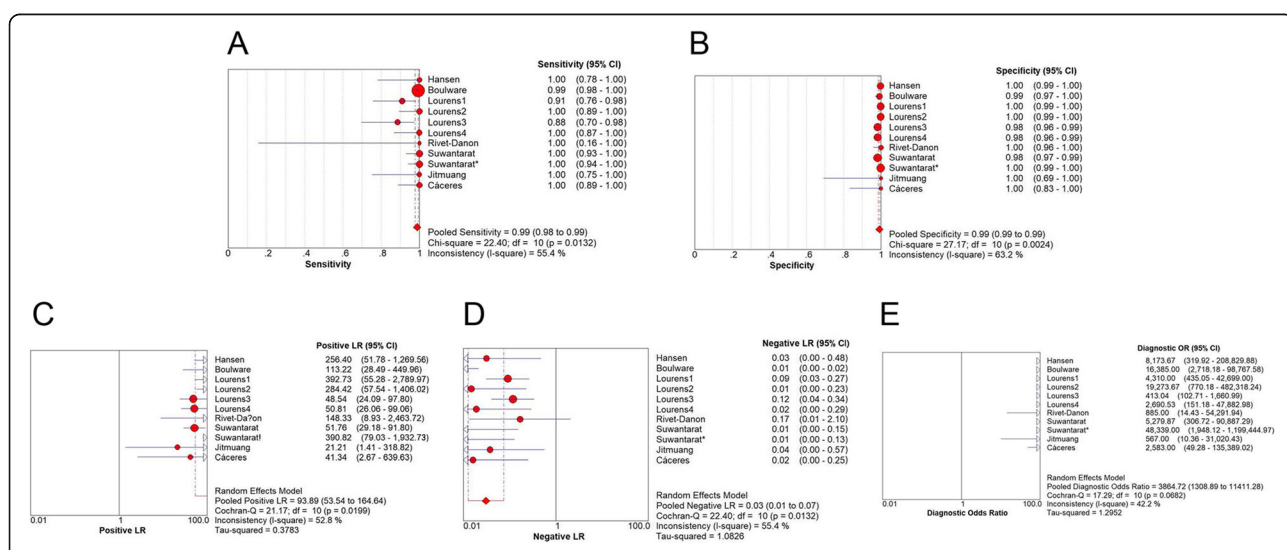 A
Sensitivity (95% CI)
Hansen 1.00 (0.78 - 1.00)
Boulware 0.99 (0.98 - 1.00)
Lourens1 0.91 (0.76 - 0.98)
Lourens2 1.00 (0.89 - 1.00)
Lourens3 0.88 (0.70 - 0.98)
Lourens4 1.00 (0.87 - 1.00)
Rivet-Danon 1.00 (0.16 - 1.00)
Suwantarat 1.00 (0.93 - 1.00)
Suwantarat* 1.00 (0.94 - 1.00)
Jitmuang 1.00 (0.75 - 1.00)
Cáceres 1.00 (0.89 - 1.00)
Pooled Sensitivity = 0.99 (0.98 to 0.99)
Chi-square = 22.40; df = 10 (p = 0.0132)
Inconsistency (I-square) = 55.4 %
0 .2 .4 .6 .8 1
Sensitivity
B
Specificity (95% CI)
Hansen 1.00 (0.99 - 1.00)
Boulware 0.99 (0.97 - 1.00)
Lourens1 1.00 (0.99 - 1.00)
Lourens2 1.00 (0.99 - 1.00)
Lourens3 0.98 (0.96 - 0.99)
Lourens4 0.98 (0.96 - 0.99)
Rivet-Danon 1.00 (0.96 - 1.00)
Suwantarat 0.98 (0.97 - 0.99)
Suwantarat* 1.00 (0.99 - 1.00)
Jitmuang 1.00 (0.69 - 1.00)
Cáceres 1.00 (0.83 - 1.00)
Pooled Specificity = 0.99 (0.99 to 0.99)
Chi-square = 27.17; df = 10 (p = 0.0024)
Inconsistency (I-square) = 63.2 %
0 .2 .4 .6 .8 1
Specificity
C
Positive LR (95% CI)
Hansen 256.40 (51.78 - 1,269.56)
Boulware 113.22 (28.49 - 449.96)
Lourens1 392.73 (55.28 - 2,789.97)
Lourens2 284.42 (57.54 - 1,406.02)
Lourens3 48.54 (24.09 - 97.80)
Lourens4 50.81 (26.06 - 99.06)
Rivet-Da?on 148.33 (8.93 - 2,463.72)
Suwantarat 51.76 (29.18 - 91.80)
Suwantarat! 390.82 (79.03 - 1,932.73)
Jitmuang 21.21 (1.41 - 318.82)
Cáceres 41.34 (2.67 - 639.63)
Random Effects Model
Pooled Positive LR = 93.89 (53.54 to 164.64)
Cochran-Q = 21.17; df = 10 (p = 0.0199)
Inconsistency (I-square) = 52.8 %
Tau-squared = 0.3783
0.01 1 100.0
Positive LR
D
Negative LR (95% CI)
Hansen 0.03 (0.00 - 0.48)
Boulware 0.01 (0.00 - 0.02)
Lourens1 0.09 (0.03 - 0.27)
Lourens2 0.01 (0.00 - 0.23)
Lourens3 0.12 (0.04 - 0.34)
Lourens4 0.02 (0.00 - 0.29)
Rivet-Danon 0.17 (0.01 - 2.10)
Suwantarat 0.01 (0.00 - 0.15)
Suwantarat* 0.01 (0.00 - 0.13)
Jitmuang 0.04 (0.00 - 0.57)
Cáceres 0.02 (0.00 - 0.25)
Random Effects Model
Pooled Negative LR = 0.03 (0.01 to 0.07)
Cochran-Q = 22.40; df = 10 (p = 0.0132)
Inconsistency (I-square) = 55.4 %
Tau-squared = 1.0826
0.01 1 100.0
Negative LR
E
Diagnostic OR (95% CI)
Hansen 8,173.67 (319.92 - 208,829.88)
Boulware 16,385.00 (2,718.18 - 98,767.58)
Lourens1 4,310.00 (435.05 - 42,699.00)
Lourens2 19,273.67 (770.18 - 482,318.24)
Lourens3 413.04 (102.71 - 1,660.99)
Lourens4 2,690.53 (151.18 - 47,882.98)
Rivet-Danon 885.00 (14.43 - 54,291.94)
Suwantarat 5,279.87 (306.72 - 90,887.29)
Suwantarat* 48,339.00 (1,948.12 - 1,199,444.97)
Jitmuang 567.00 (10.36 - 31,020.43)
Cáceres 2,583.00 (49.28 - 135,389.02)
Random Effects Model
Pooled Diagnostic Odds Ratio = 3864.72 (1308.89 to 11411.28)
Cochran-Q = 17.29; df = 10 (p = 0.0682)
Inconsistency (I-square) = 42.2 %
Tau-squared = 1.2952
0.01 1 100.0
Diagnostic Odds Ratio